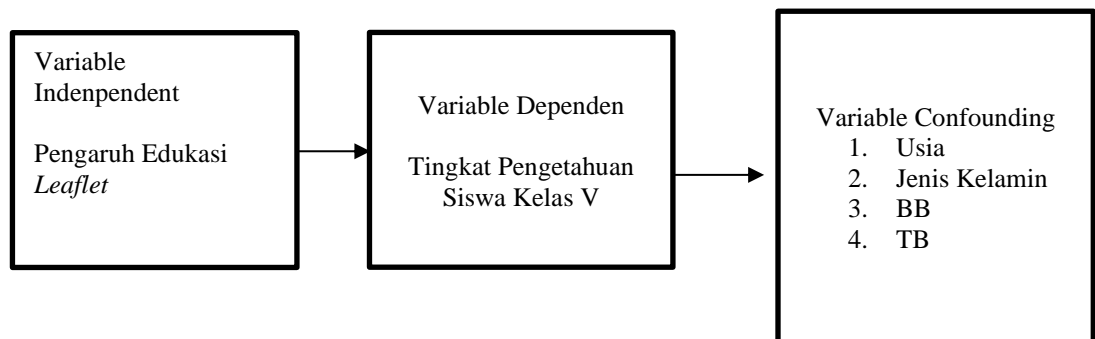 Variable
Indenpendent
Pengaruh Edukasi
Leaflet
Variable Dependen
Tingkat Pengetahuan
Siswa Kelas V
Variable Confounding
1. Usia
2. Jenis Kelamin
3. BB
4. TB